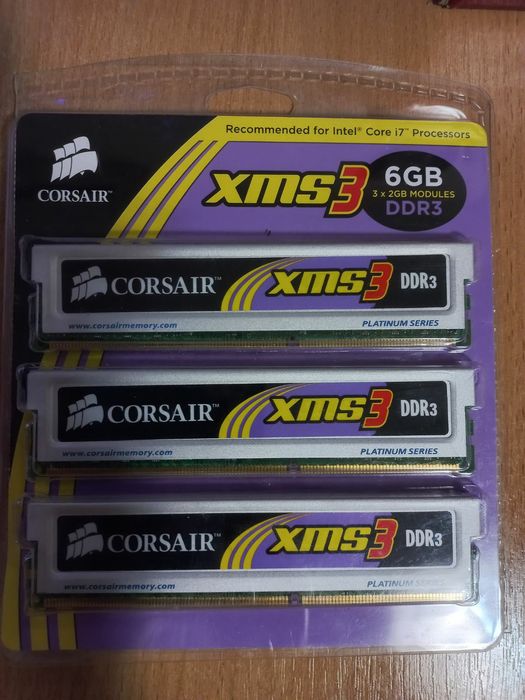 Recommended for Intel® Core i7™ Processors
CORSAIR™
XMS3
6GB
3 x 2GB MODULES
DDR3
CORSAIR™ XMS3 DDR3
www.corsairmemory.com PLATINUM SERIES
CORSAIR™ XMS3 DDR3
www.corsairmemory.com PLATINUM SERIES
CORSAIR™ XMS3 DDR3
www.corsairmemory.com PLATINUM SERIES